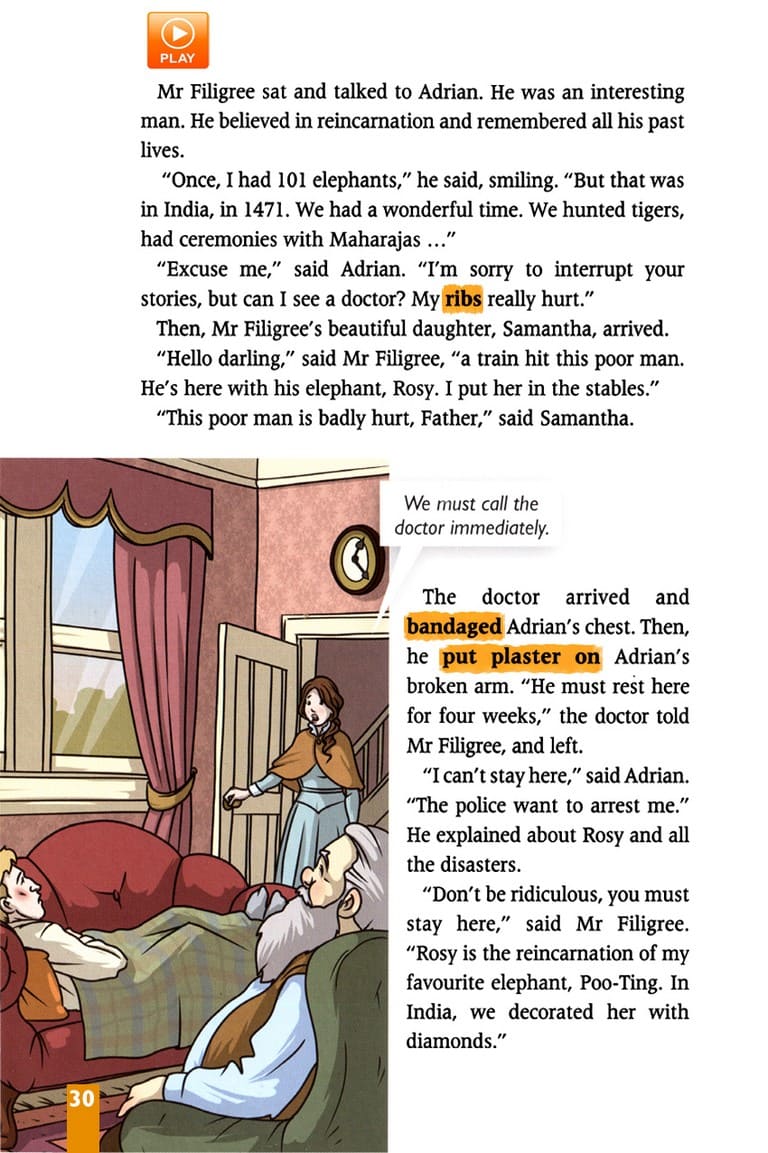 PLAY
Mr Filigree sat and talked to Adrian. He was an interesting
man. He believed in reincarnation and remembered all his past
lives.
“Once, I had 101 elephants,” he said, smiling. “But that was
in India, in 1471. We had a wonderful time. We hunted tigers,
had ceremonies with Maharajas …”
“Excuse me,” said Adrian. “I’m sorry to interrupt your
stories, but can I see a doctor? My ribs really hurt.”
Then, Mr Filigree’s beautiful daughter, Samantha, arrived.
“Hello darling,” said Mr Filigree, “a train hit this poor man.
He’s here with his elephant, Rosy. I put her in the stables.”
“This poor man is badly hurt, Father,” said Samantha.
We must call the
doctor immediately.
The doctor arrived and
bandaged Adrian’s chest. Then,
he put plaster on Adrian’s
broken arm. “He must rest here
for four weeks,” the doctor told
Mr Filigree, and left.
“I can’t stay here,” said Adrian.
“The police want to arrest me.”
He explained about Rosy and all
the disasters.
“Don’t be ridiculous, you must
stay here,” said Mr Filigree.
“Rosy is the reincarnation of my
favourite elephant, Poo-Ting. In
India, we decorated her with
diamonds.”
30